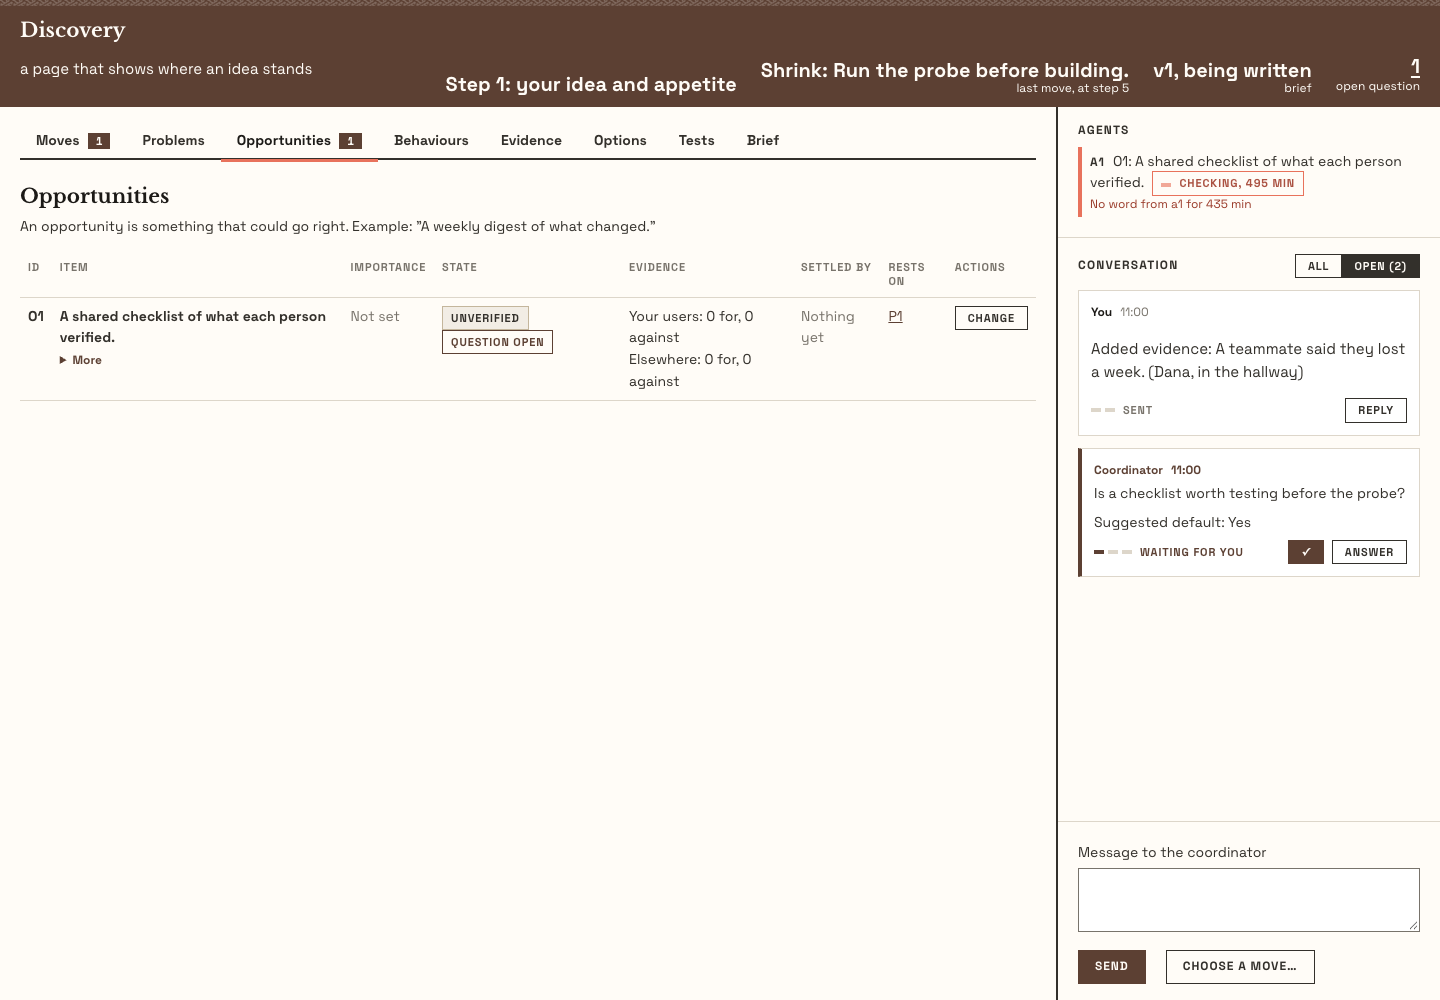 Discovery
a page that shows where an idea stands
Step 1: your idea and appetite
Shrink: Run the probe before building.
last move, at step 5
v1, being written
brief
1
open question
Moves 1 Problems Opportunities 1 Behaviours Evidence Options Tests Brief
Opportunities
An opportunity is something that could go right. Example: "A weekly digest of what changed."
ID ITEM IMPORTANCE STATE EVIDENCE SETTLED BY RESTS ON ACTIONS
O1 A shared checklist of what each person
verified.
▶ More
Not set
UNVERIFIED
QUESTION OPEN
Your users: 0 for, 0
against
Elsewhere: 0 for, 0
against
Nothing
yet
P1
CHANGE
AGENTS
A1 O1: A shared checklist of what each person
verified. CHECKING, 495 MIN
No word from a1 for 435 min
CONVERSATION
ALL OPEN (2)
You 11:00
Added evidence: A teammate said they lost
a week. (Dana, in the hallway)
SENT
REPLY
Coordinator 11:00
Is a checklist worth testing before the probe?
Suggested default: Yes
WAITING FOR YOU
✓ ANSWER
Message to the coordinator
SEND CHOOSE A MOVE…